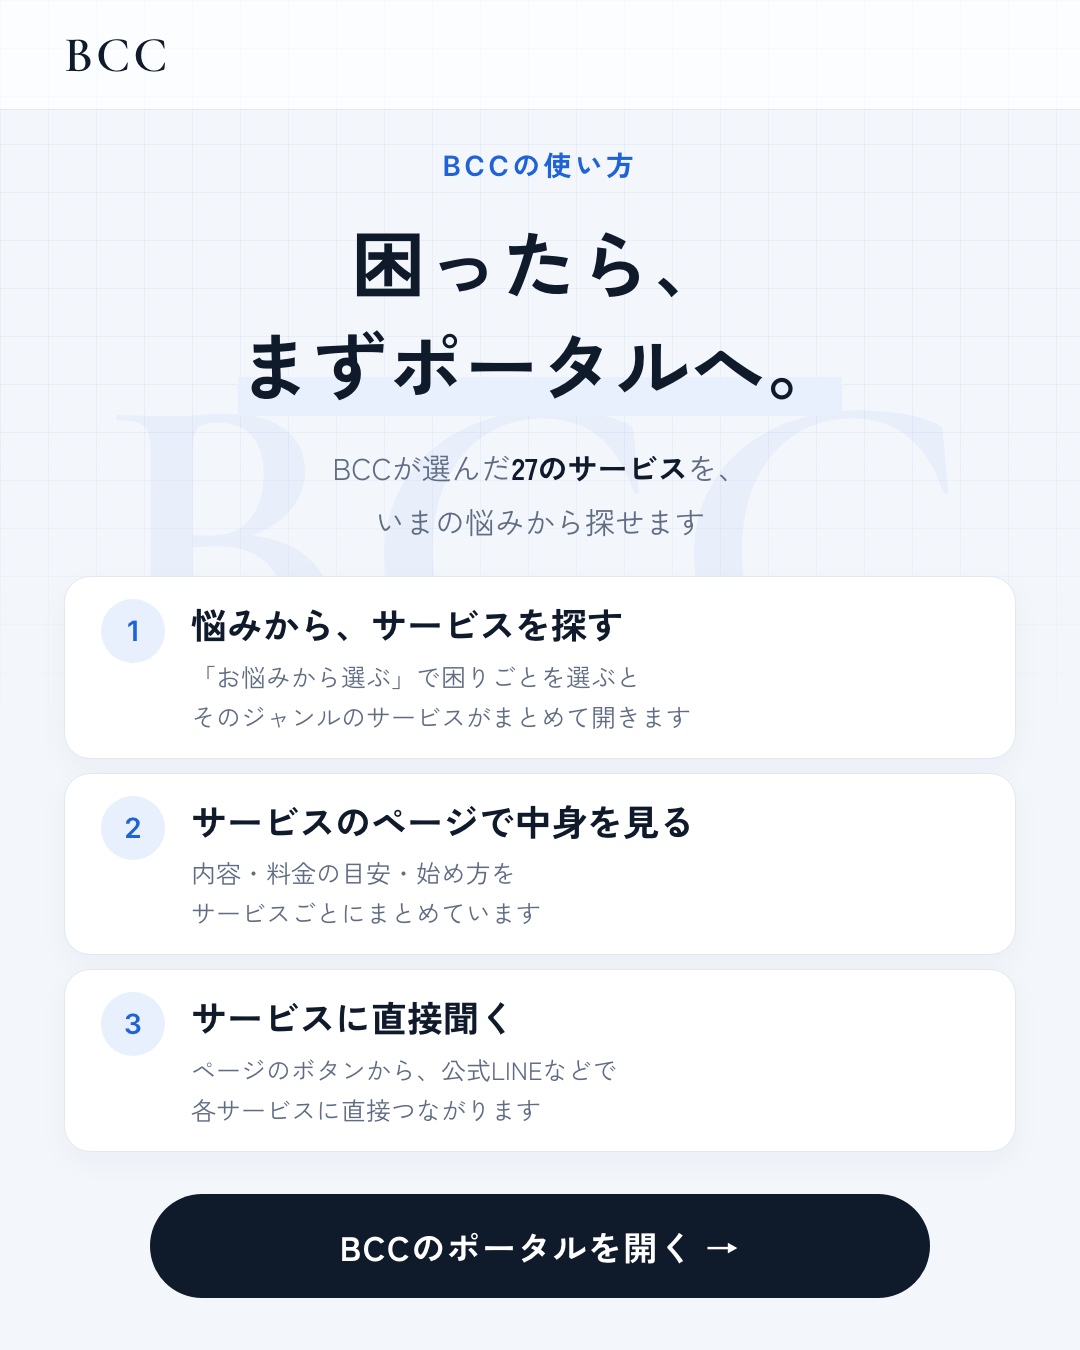 BCC
BCCの使い方
困ったら、
まずポータルへ。
BCC
BCCが選んだ27のサービスを、
いまの悩みから探せます
1
悩みから、サービスを探す
「お悩みから選ぶ」で困りごとを選ぶと
そのジャンルのサービスがまとめて開きます
2
サービスのページで中身を見る
内容・料金の目安・始め方を
サービスごとにまとめています
3
サービスに直接聞く
ページのボタンから、公式LINEなどで
各サービスに直接つながります
BCCのポータルを開く →